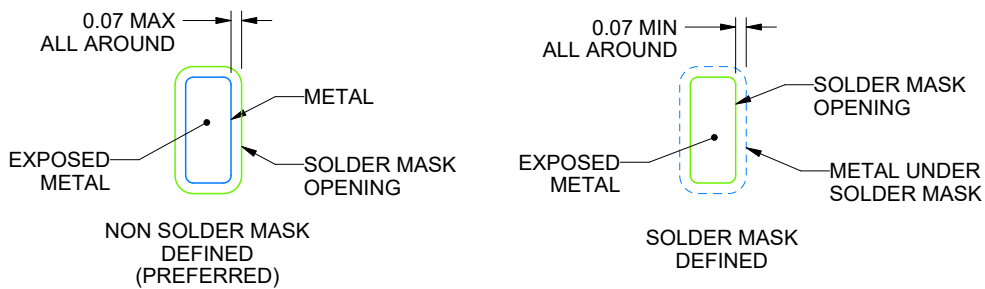 0.07 MAX
ALL AROUND
METAL
EXPOSED
METAL
SOLDER MASK
OPENING
NON SOLDER MASK
DEFINED
(PREFERRED)
0.07 MIN
ALL AROUND
SOLDER MASK
OPENING
EXPOSED
METAL
METAL UNDER
SOLDER MASK
SOLDER MASK
DEFINED